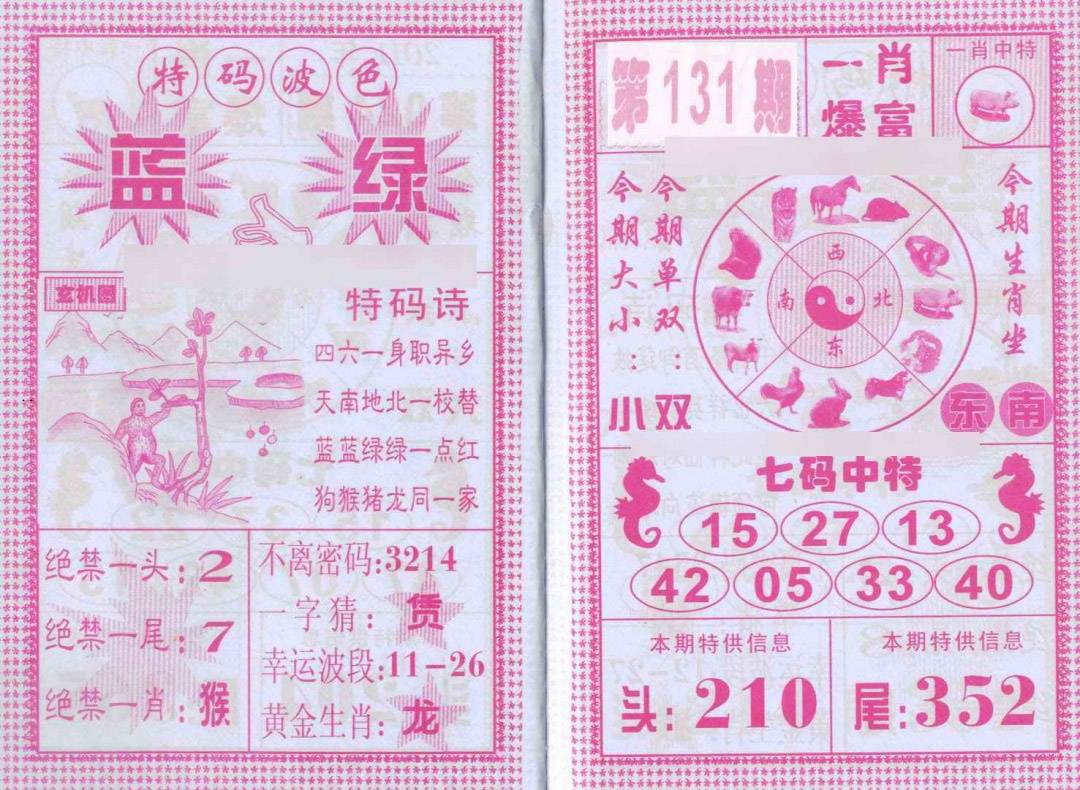 特码波色
蓝 绿
玄机图
特码诗
四六一身职异乡
天南地北一校替
蓝蓝绿绿一点红
狗猴猪龙同一家
绝禁一头:2
绝禁一尾:7
绝禁一肖:猴
不离密码:3214
一字猜:赁
幸运波段:11-26
黄金生肖:龙
第131期
一肖
爆富
一肖中特
今期大小:小
今期单双:双
西
南 北
东
今期生肖坐
东南
七码中特
15 27 13
42 05 33 40
本期特供信息
头:210
本期特供信息
尾:352